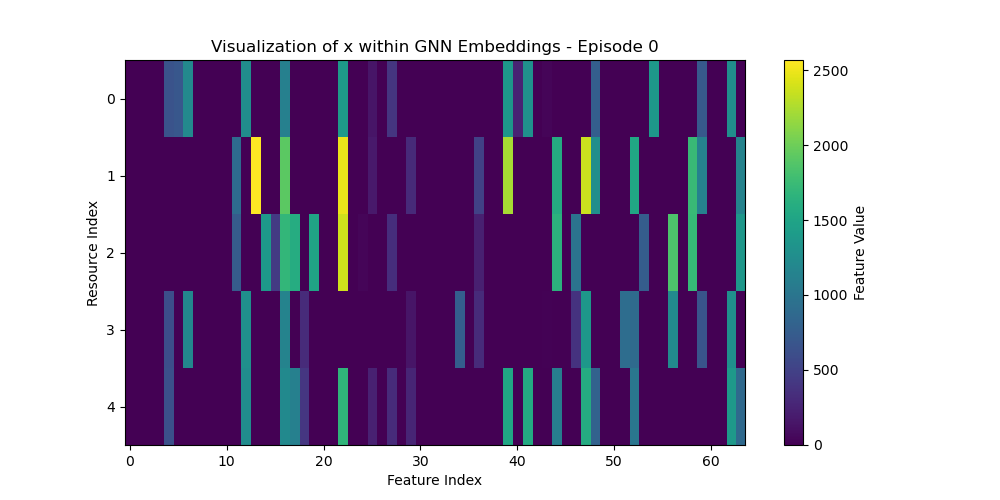 Visualization of x within GNN Embeddings - Episode 0
Resource Index
0
1
2
3
4
0 10 20 30 40 50 60
Feature Index
2500
2000
1500
1000
500
0
Feature Value